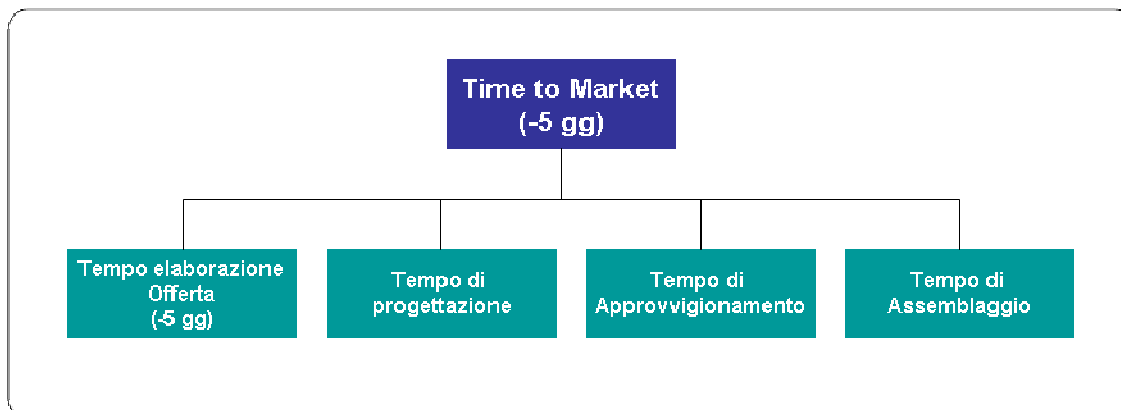 Time to Market
(-5 gg)
Tempo elaborazione
Offerta
(-5 gg)
Tempo di
progettazione
Tempo di
Approvvigionamento
Tempo di
Assemblaggio